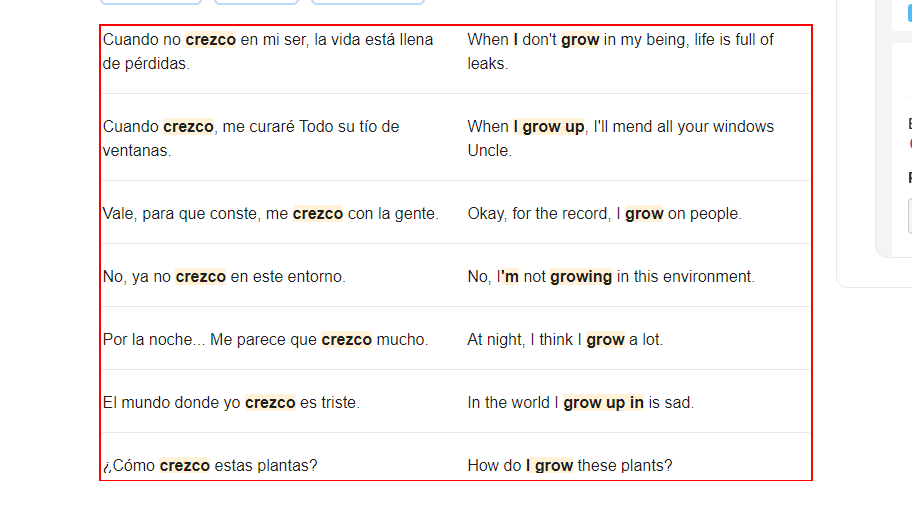 Cuando no crezco en mi ser, la vida está llena
de pérdidas.
When I don't grow in my being, life is full of
leaks.
Cuando crezco, me curaré Todo su tío de
ventanas.
When I grow up, I'll mend all your windows
Uncle.
Vale, para que conste, me crezco con la gente.
Okay, for the record, I grow on people.
No, ya no crezco en este entorno.
No, I'm not growing in this environment.
Por la noche... Me parece que crezco mucho.
At night, I think I grow a lot.
El mundo donde yo crezco es triste.
In the world I grow up in is sad.
¿Cómo crezco estas plantas?
How do I grow these plants?